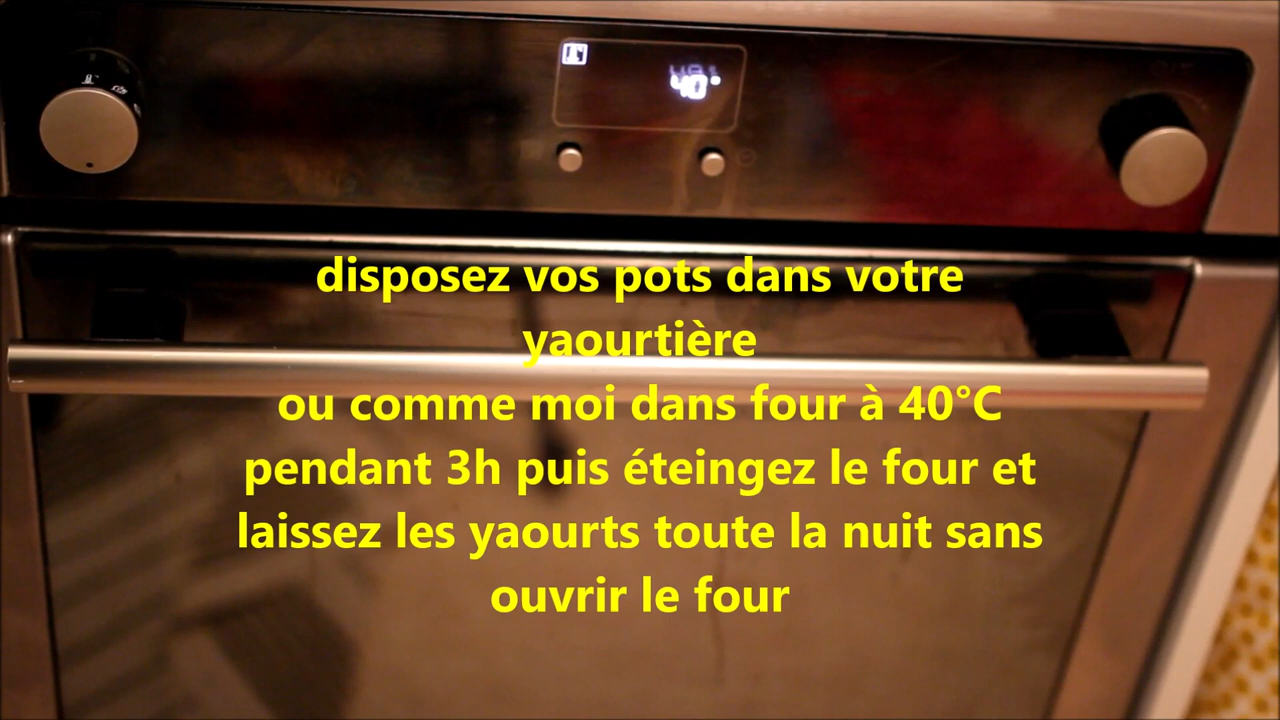 40°
disposez vos pots dans votre
yaourtière
ou comme moi dans four à 40°C
pendant 3h puis éteingez le four et
laissez les yaourts toute la nuit sans
ouvrir le four